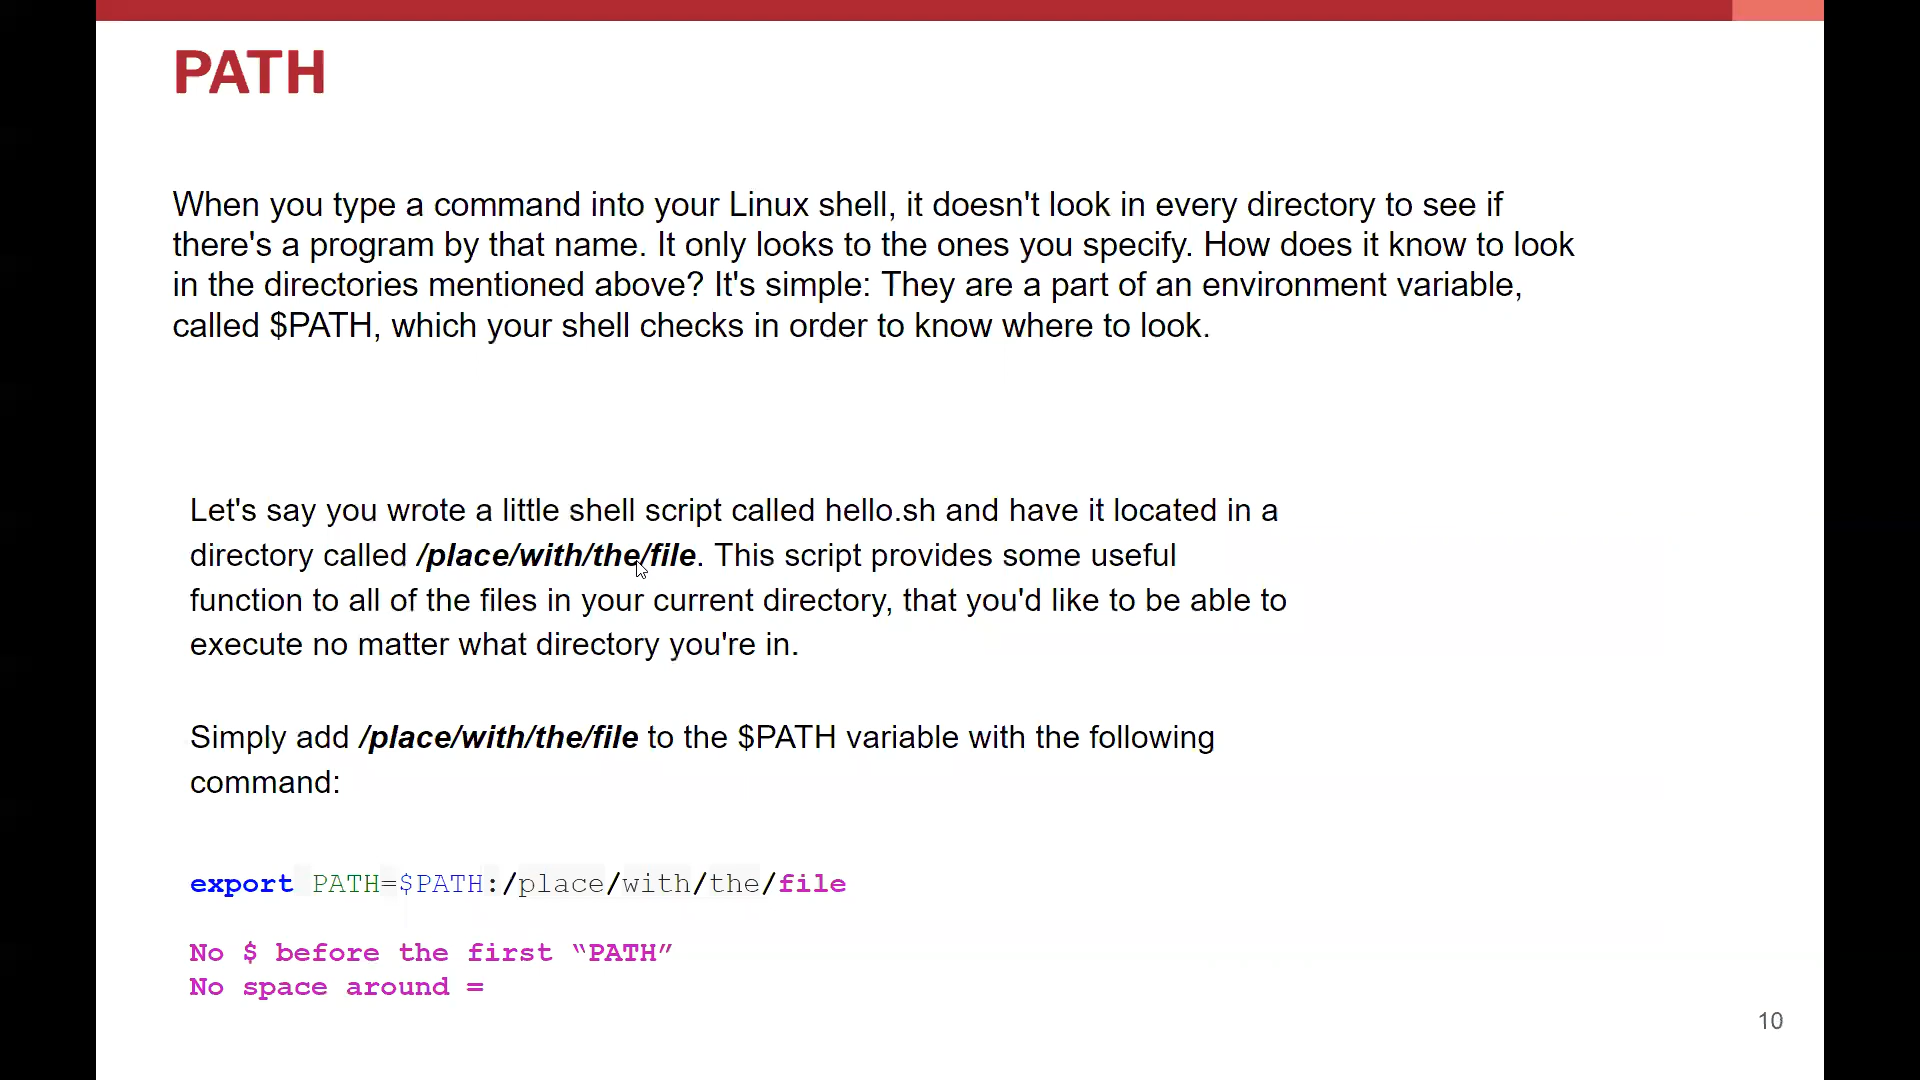 PATH
When you type a command into your Linux shell, it doesn't look in every directory to see if
there's a program by that name. It only looks to the ones you specify. How does it know to look
in the directories mentioned above? It's simple: They are a part of an environment variable,
called $PATH, which your shell checks in order to know where to look.
Let's say you wrote a little shell script called hello.sh and have it located in a
directory called /place/with/the/file. This script provides some useful
function to all of the files in your current directory, that you'd like to be able to
execute no matter what directory you're in.
Simply add /place/with/the/file to the $PATH variable with the following
command:
export PATH=$PATH:/place/with/the/file
No $ before the first “PATH”
No space around =
10